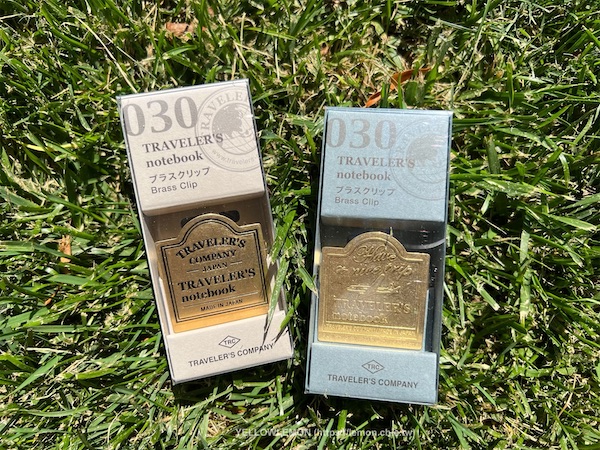 030
TRAVELER'S
notebook
ブラスクリップ
Brass Clip
TRAVELER'S
COMPANY
JAPAN
TRAVELER'S
notebook
MADE IN JAPAN
TRC
TRAVELER'S COMPANY
030
TRAVELER'S
notebook
ブラスクリップ
Brass Clip
TRAVELER'S
notebook
TRC
TRAVELER'S COMPANY